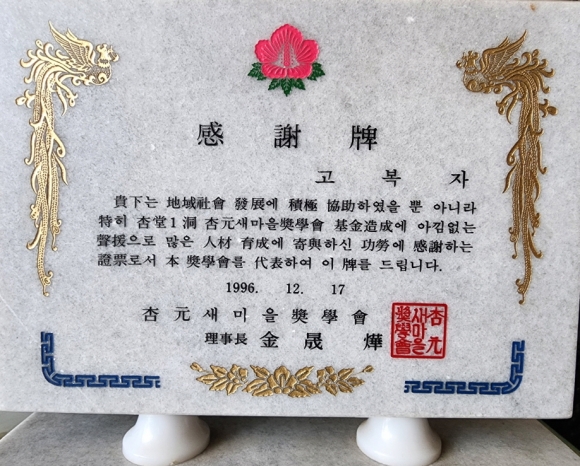 感謝牌
고복자
貴下는 地域社會 發展에 積極 協助하였을 뿐 아니라
特히 杏堂1洞 杏元새마을奬學會 基金造成에 아낌없는
聲援으로 많은 人材 育成에 寄與하신 功勞에 感謝하는
證票로서 本 奬學會를 代表하여 이 牌를 드립니다.
1996. 12. 17
杏元새마을奬學會
理事長 金晟燁
杏元
새마을
奬學會